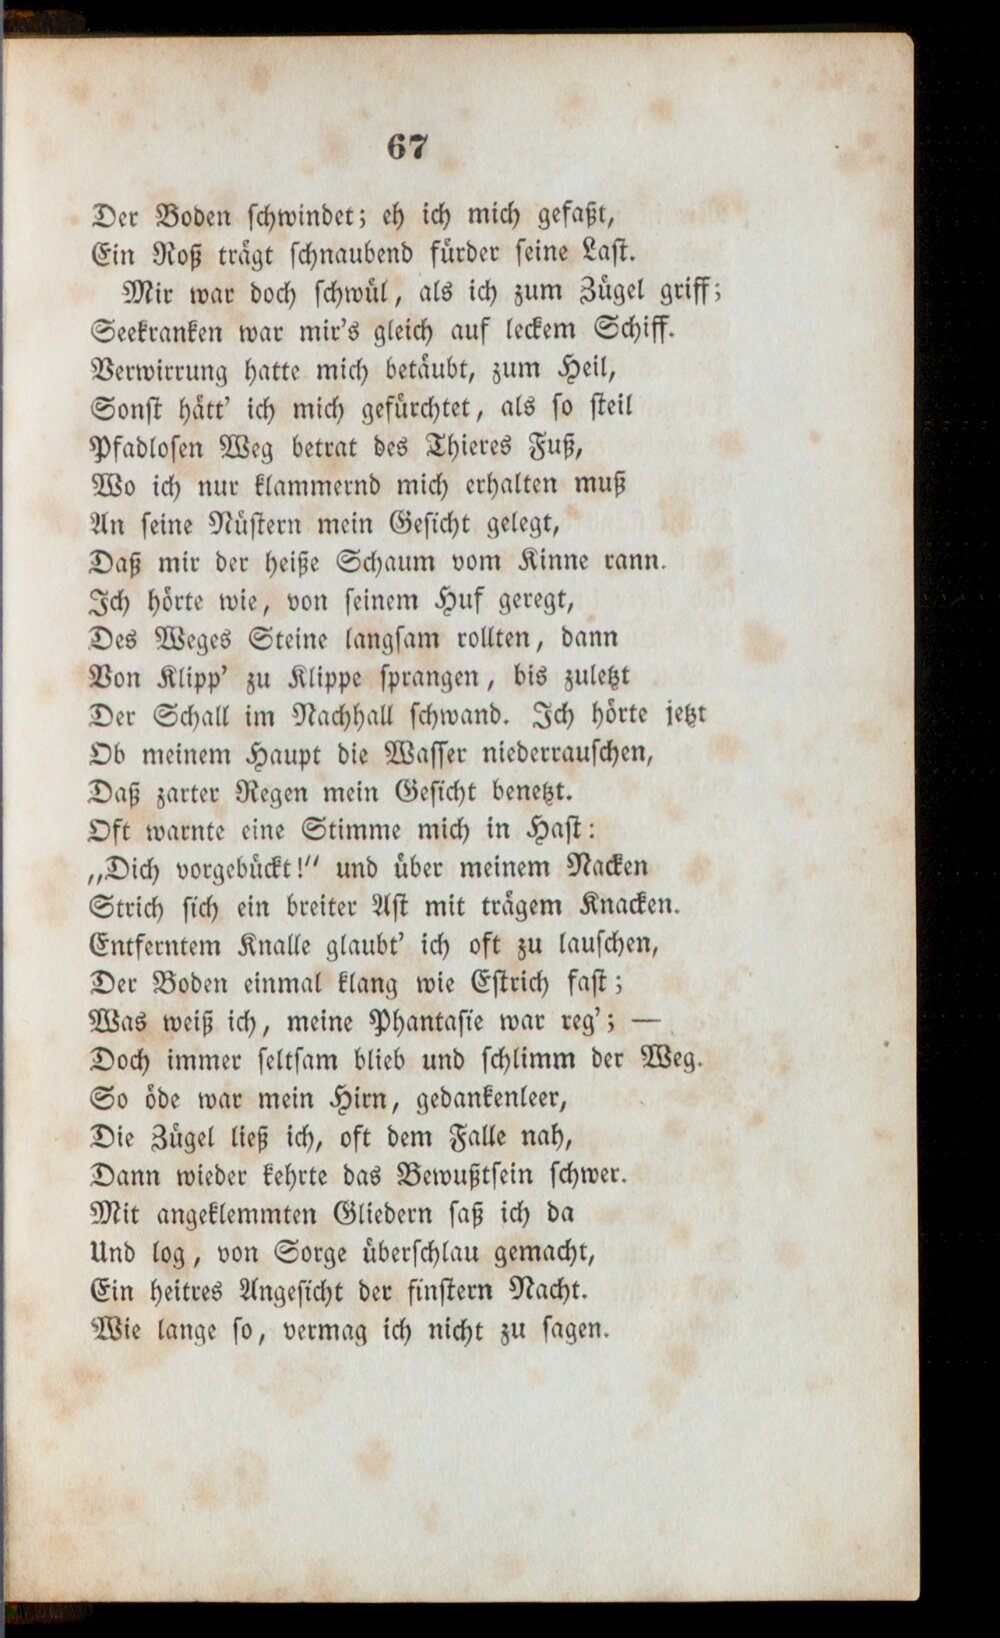 67
Der Boden schwindet; eh ich mich gefaßt,
Ein Roß trägt schnaubend fürder seine Last.
Mir war doch schwül, als ich zum Zügel griff;
Seekranken war mir's gleich auf leckem Schiff.
Verwirrung hatte mich betäubt, zum Heil,
Sonst hätt' ich mich gefürchtet, als so steil
Pfadlosen Weg betrat des Thieres Fuß,
Wo ich nur klammernd mich erhalten muß
An seine Nüstern mein Gesicht gelegt,
Daß mir der heiße Schaum vom Kinne rann.
Ich hörte wie, von seinem Huf geregt,
Des Weges Steine langsam rollten, dann
Von Klipp' zu Klippe sprangen, bis zuletzt
Der Schall im Nachhall schwand. Ich hörte jetzt
Ob meinem Haupt die Wasser niederrauschen,
Daß zarter Regen mein Gesicht benetzt.
Oft warnte eine Stimme mich in Hast:
„Dich vorgebückt!“ und über meinem Nacken
Strich sich ein breiter Ast mit trägem Knacken.
Entferntem Knalle glaubt' ich oft zu lauschen,
Der Boden einmal klang wie Estrich fast;
Was weiß ich, meine Phantasie war reg'; —
Doch immer seltsam blieb und schlimm der Weg.
So öde war mein Hirn, gedankenleer,
Die Zügel ließ ich, oft dem Falle nah,
Dann wieder kehrte das Bewußtsein schwer.
Mit angeklemmten Gliedern saß ich da
Und log, von Sorge überschlau gemacht,
Ein heitres Angesicht der finstern Nacht.
Wie lange so, vermag ich nicht zu sagen.